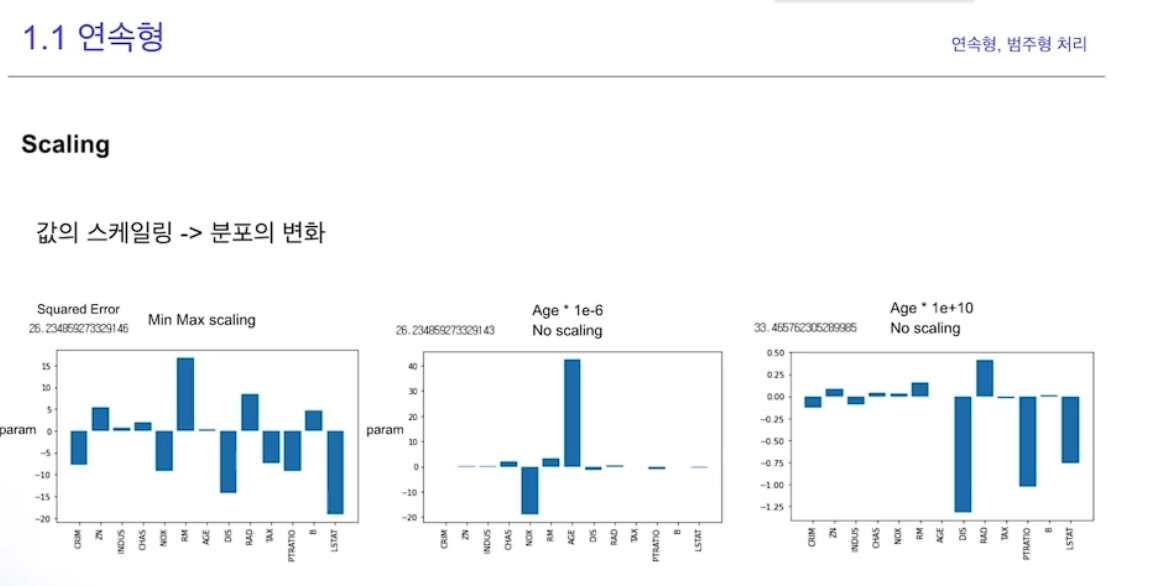 1.1 연속형
연속형, 범주형 처리
Scaling
값의 스케일링 -> 분포의 변화
Squared Error
26.234859273329146
Min Max scaling
param
15
10
5
0
−5
−10
−15
−20
CRIM
ZN
INDUS
CHAS
NOX
RM
AGE
DIS
RAD
TAX
PTRATIO
B
LSTAT
26.234859273329143
Age * 1e-6
No scaling
param
40
30
20
10
0
−10
−20
CRIM
ZN
INDUS
CHAS
NOX
RM
AGE
DIS
RAD
TAX
PTRATIO
B
LSTAT
33.465762305289985
Age * 1e+10
No scaling
0.50
0.25
0.00
−0.25
−0.50
−0.75
−1.00
−1.25
CRIM
ZN
INDUS
CHAS
NOX
RM
AGE
DIS
RAD
TAX
PTRATIO
B
LSTAT